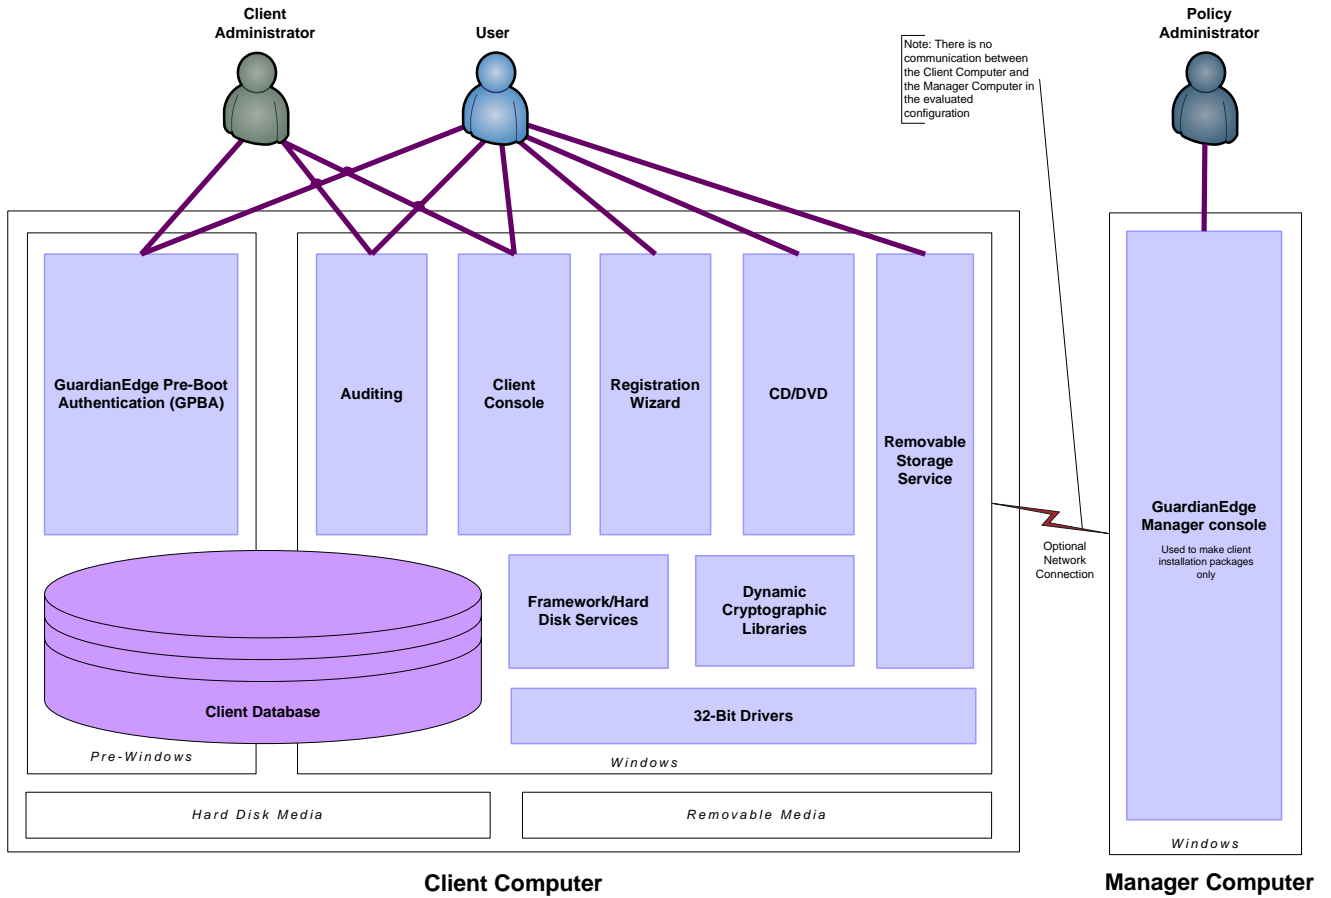 Client
Administrator
User
Note: There is no
communication between
the Client Computer and
the Manager Computer in
the evaluated
configuration
Policy
Administrator
GuardianEdge Pre-Boot
Authentication (GPBA)
Auditing
Client
Console
Registration
Wizard
CD/DVD
Removable
Storage
Service
Framework/Hard
Disk Services
Dynamic
Cryptographic
Libraries
Client Database
32-Bit Drivers
Pre-Windows
Windows
Hard Disk Media
Removable Media
Optional
Network
Connection
GuardianEdge
Manager console
Used to make client
installation packages
only
Windows
Client Computer
Manager Computer